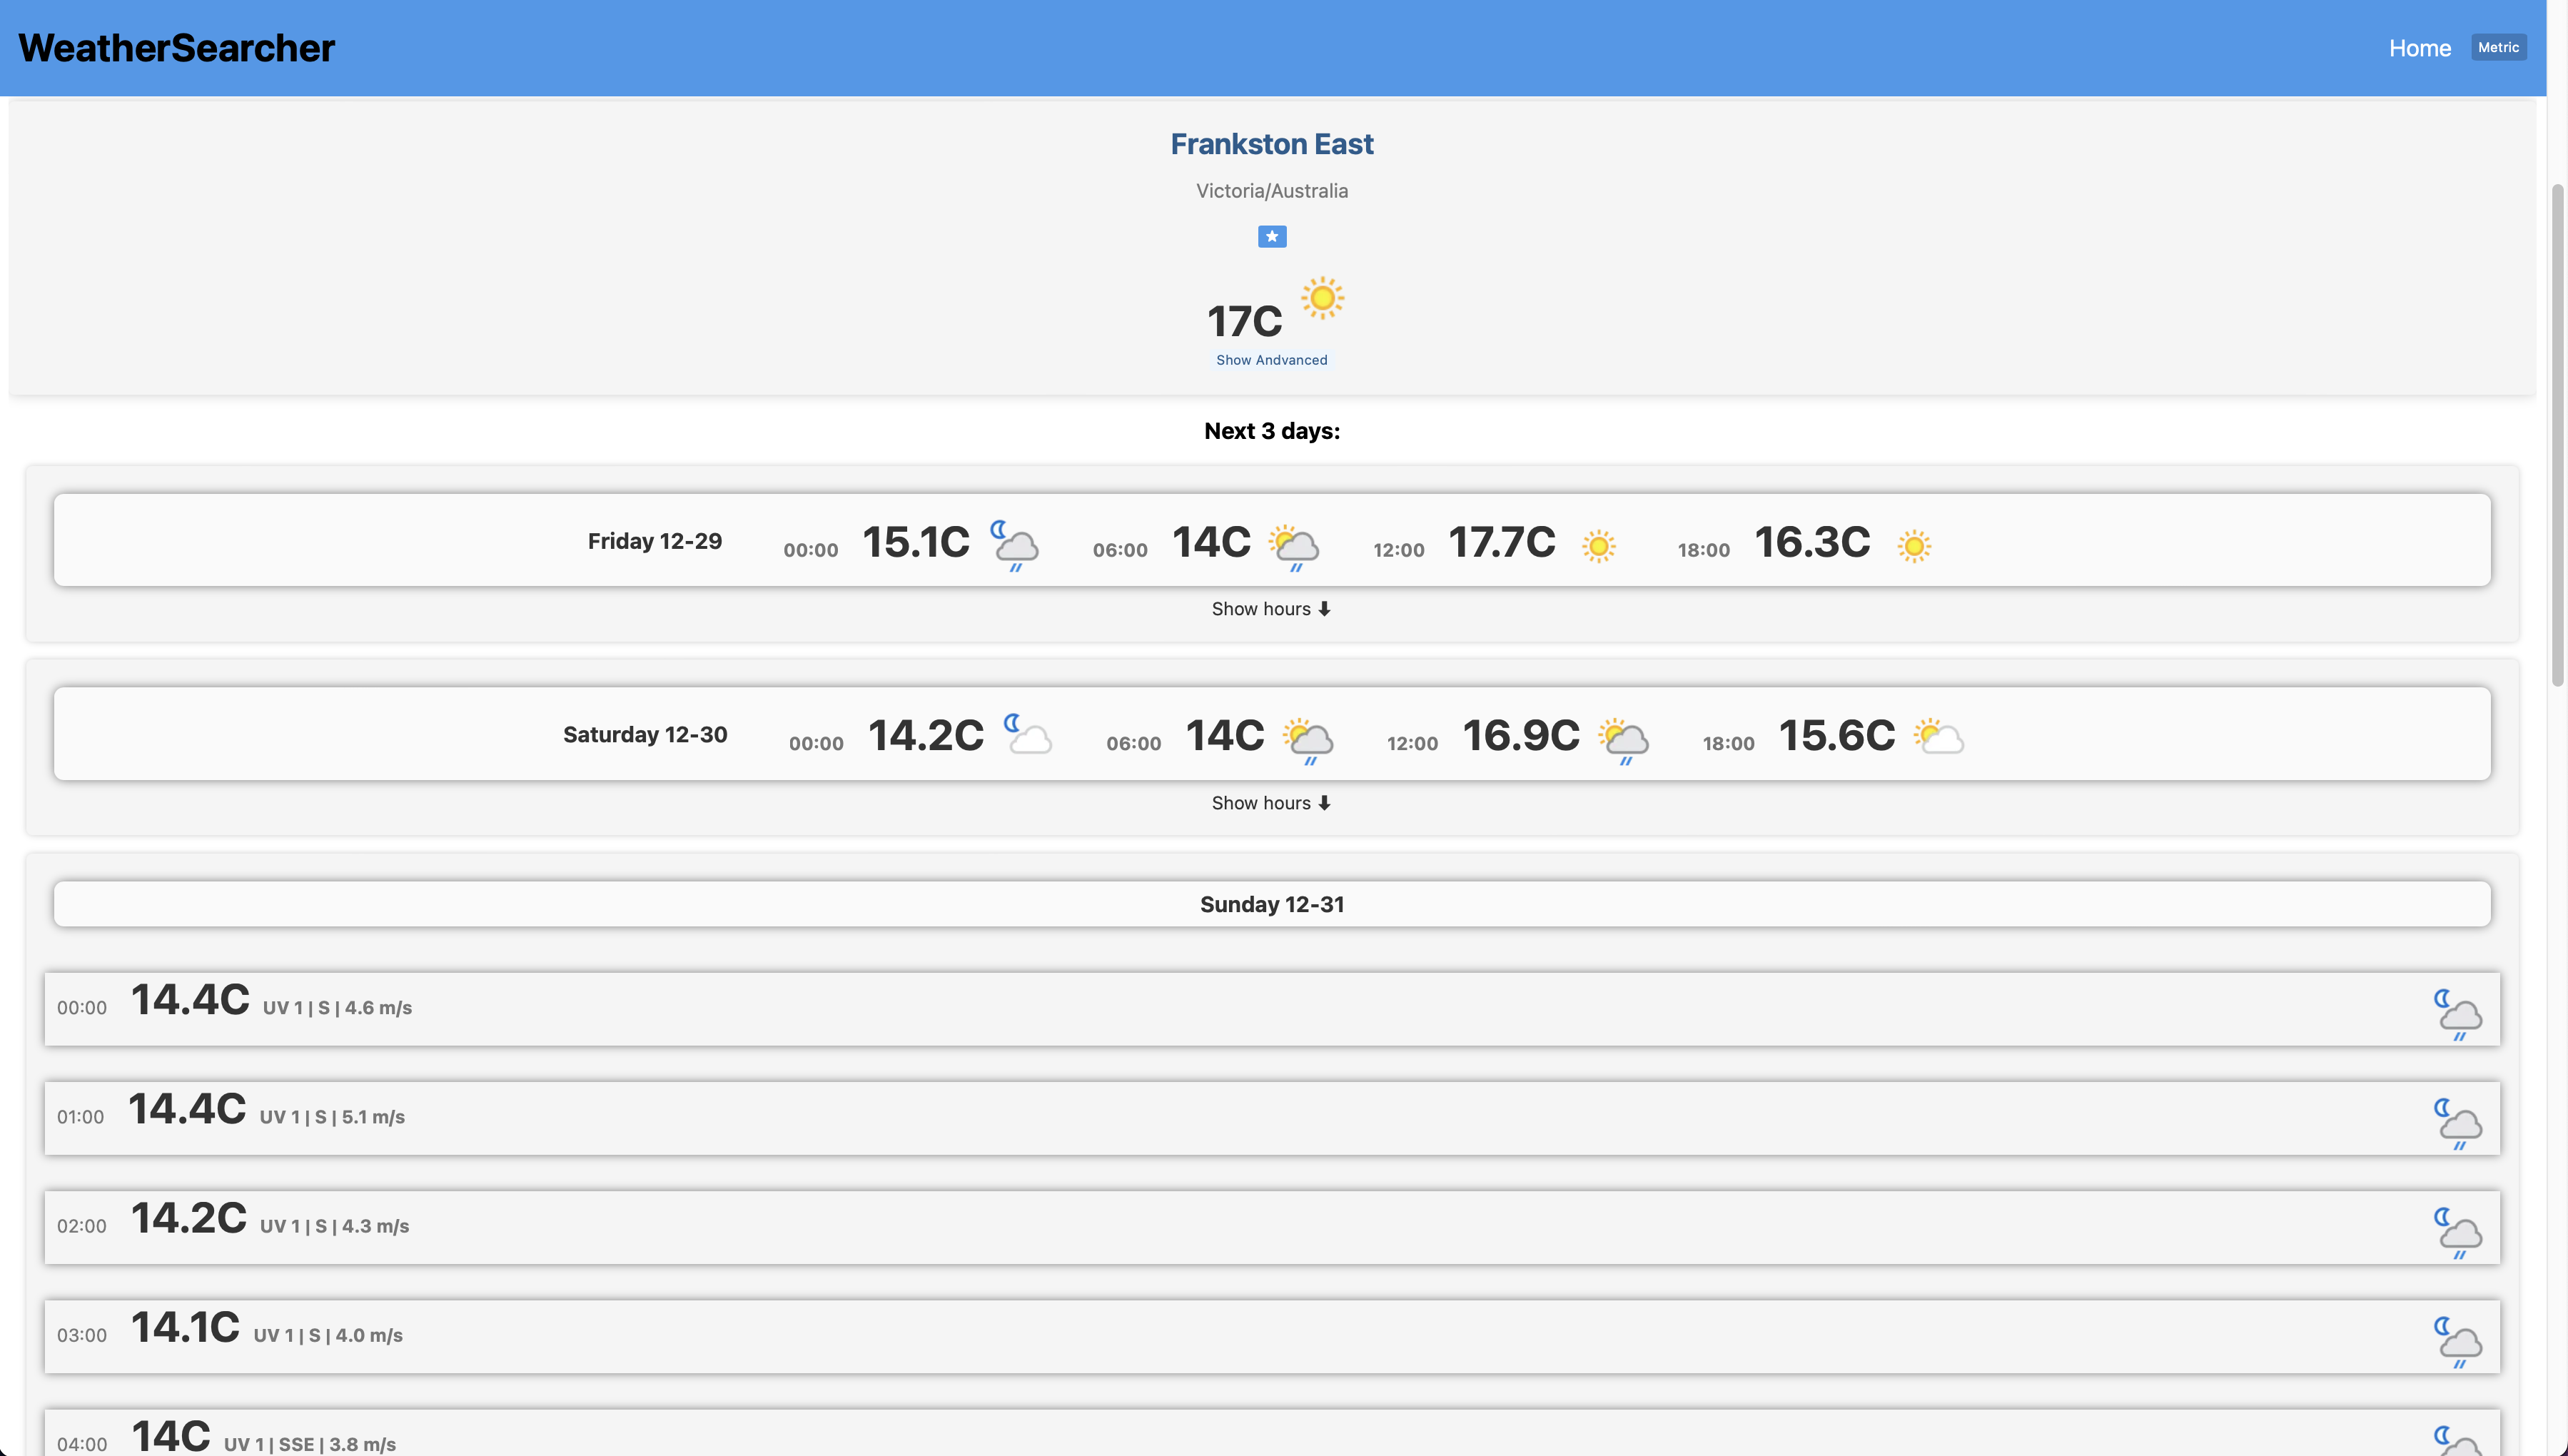 WeatherSearcher
Home Metric
Frankston East
Victoria/Australia
17C
Show Andvanced
Next 3 days:
Friday 12-29 00:00 15.1C 06:00 14C 12:00 17.7C 18:00 16.3C
Show hours
Saturday 12-30 00:00 14.2C 06:00 14C 12:00 16.9C 18:00 15.6C
Show hours
Sunday 12-31
00:00 14.4C UV 1 | S | 4.6 m/s
01:00 14.4C UV 1 | S | 5.1 m/s
02:00 14.2C UV 1 | S | 4.3 m/s
03:00 14.1C UV 1 | S | 4.0 m/s
04:00 14C UV 1 | SSE | 3.8 m/s